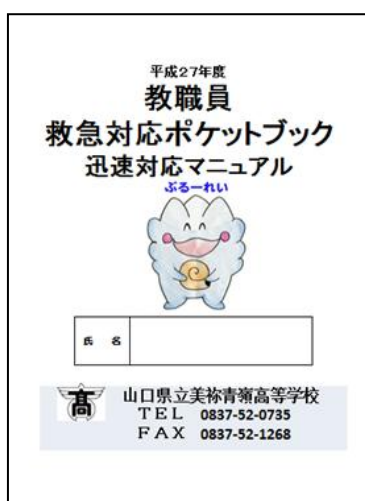 平成27年度
教職員
救急対応ポケットブック
迅速対応マニュアル
ぶるーれい
氏 名
高
山口県立美祢青嶺高等学校
TEL 0837-52-0735
FAX 0837-52-1268